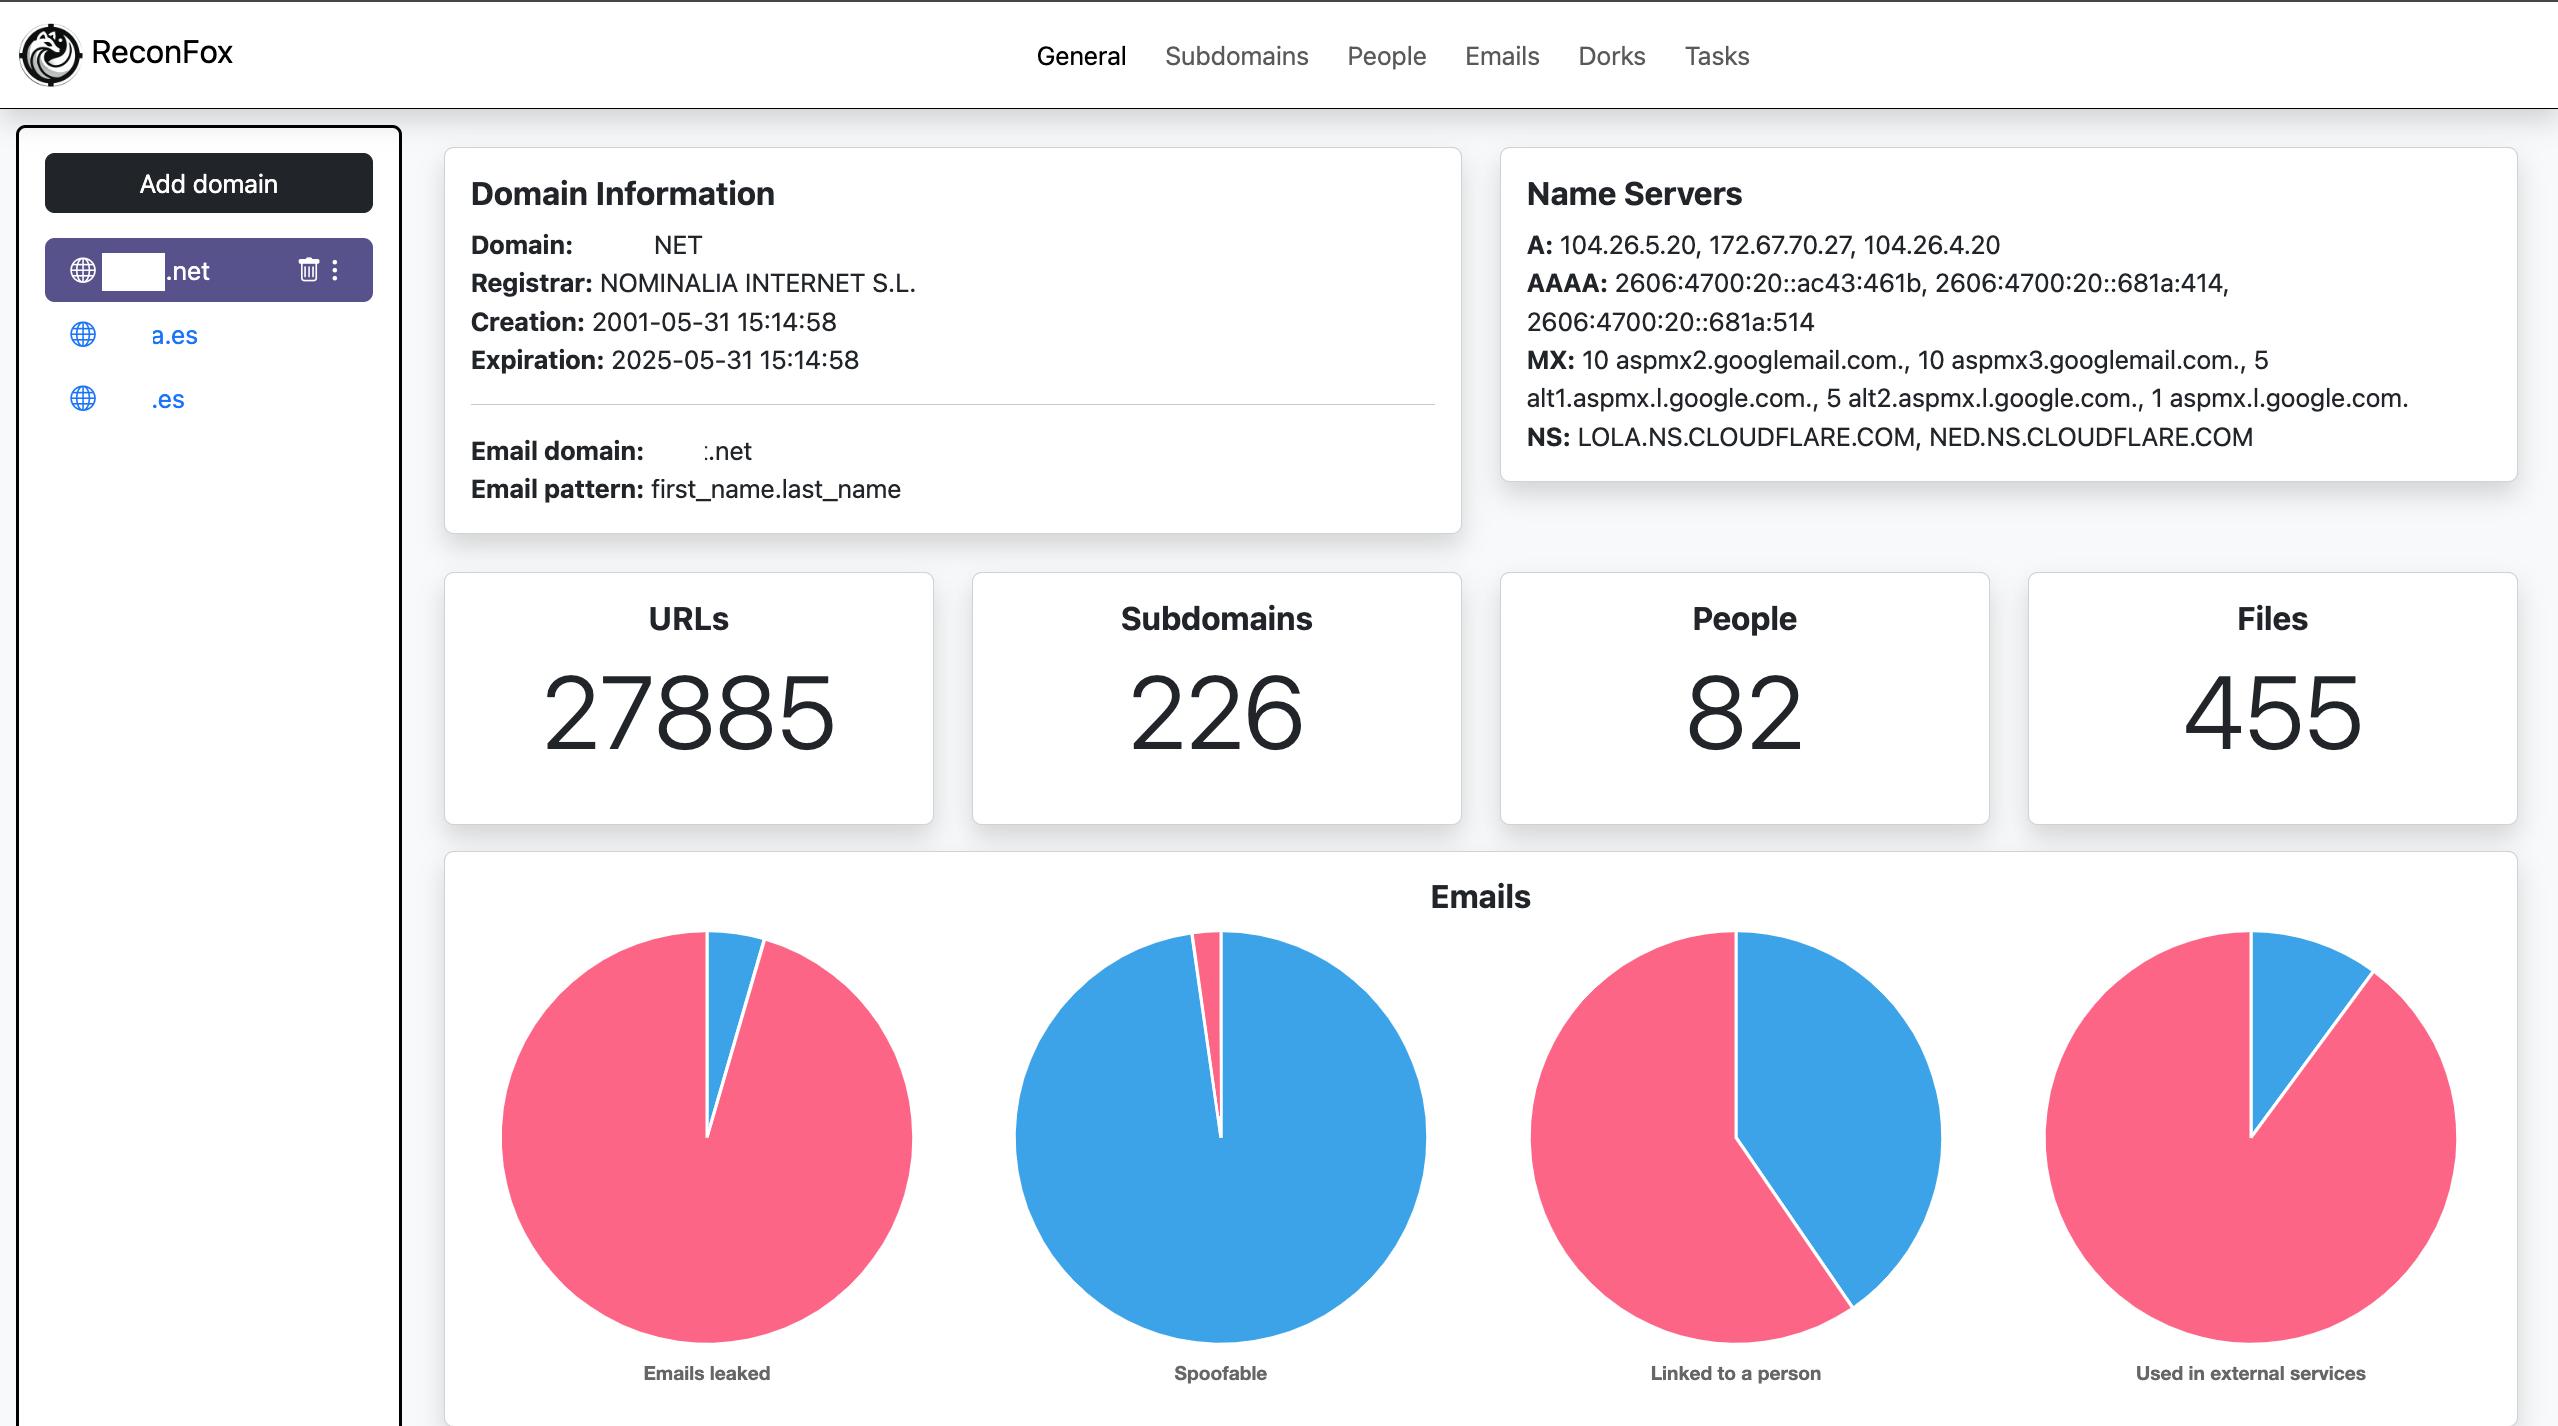 ReconFox
General Subdomains People Emails Dorks Tasks
Add domain
.net
a.es
.es
Domain Information
Domain: NET
Registrar: NOMINALIA INTERNET S.L.
Creation: 2001-05-31 15:14:58
Expiration: 2025-05-31 15:14:58
Email domain: .net
Email pattern: first_name.last_name
Name Servers
A: 104.26.5.20, 172.67.70.27, 104.26.4.20
AAAA: 2606:4700:20::ac43:461b, 2606:4700:20::681a:414,
2606:4700:20::681a:514
MX: 10 aspmx2.googlemail.com., 10 aspmx3.googlemail.com., 5
alt1.aspmx.l.google.com., 5 alt2.aspmx.l.google.com., 1 aspmx.l.google.com.
NS: LOLA.NS.CLOUDFLARE.COM, NED.NS.CLOUDFLARE.COM
URLs
27885
Subdomains
226
People
82
Files
455
Emails
Emails leaked
Spoofable
Linked to a person
Used in external services